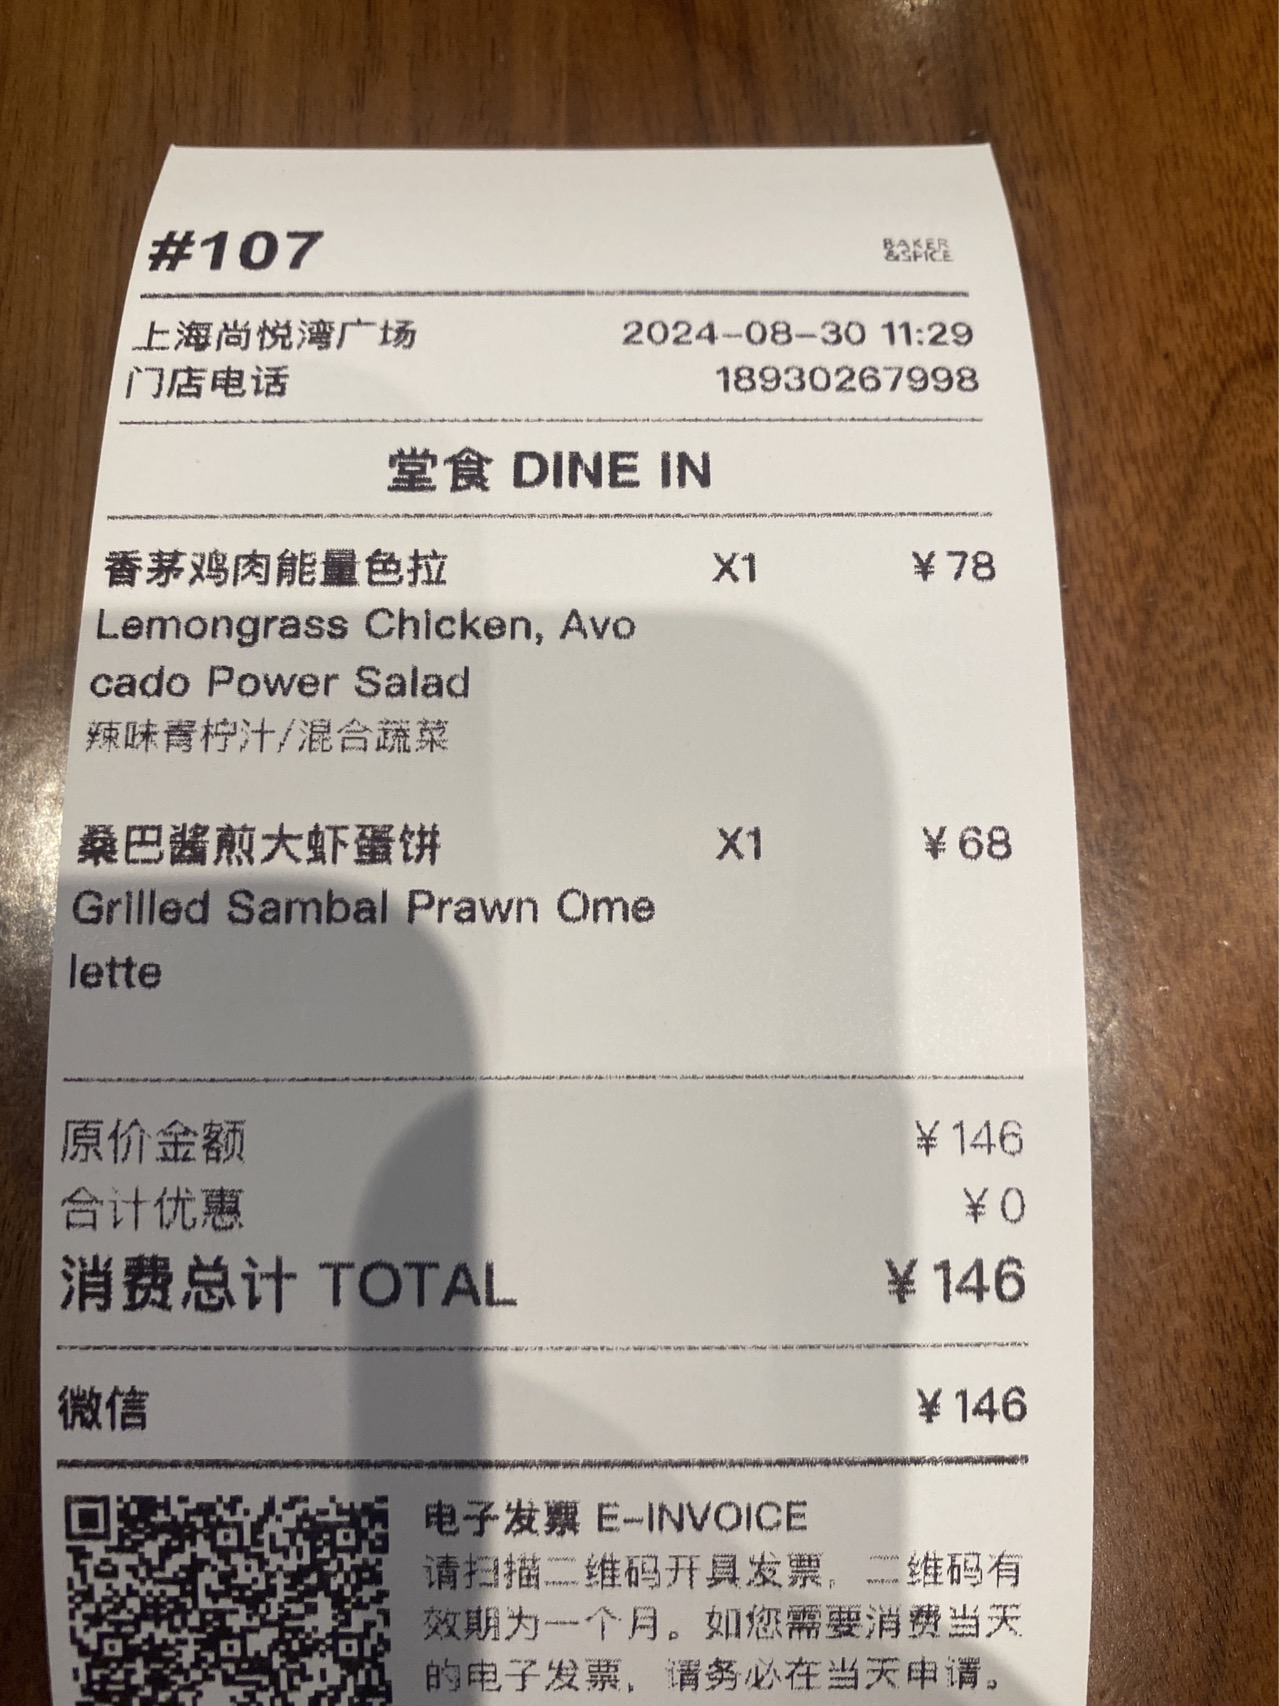 #107
BAKER
&SPICE
上海尚悦湾广场 2024-08-30 11:29
门店电话 18930267998
堂食 DINE IN
香茅鸡肉能量色拉 X1 ¥78
Lemongrass Chicken, Avo
cado Power Salad
辣味青柠汁/混合蔬菜
桑巴酱煎大虾蛋饼 X1 ¥68
Grilled Sambal Prawn Ome
lette
原价金额 ¥146
合计优惠 ¥0
消费总计 TOTAL ¥146
微信 ¥146
电子发票 E-INVOICE
请扫描二维码开具发票，二维码有
效期为一个月。如您需要消费当天
的电子发票，请务必在当天申请。